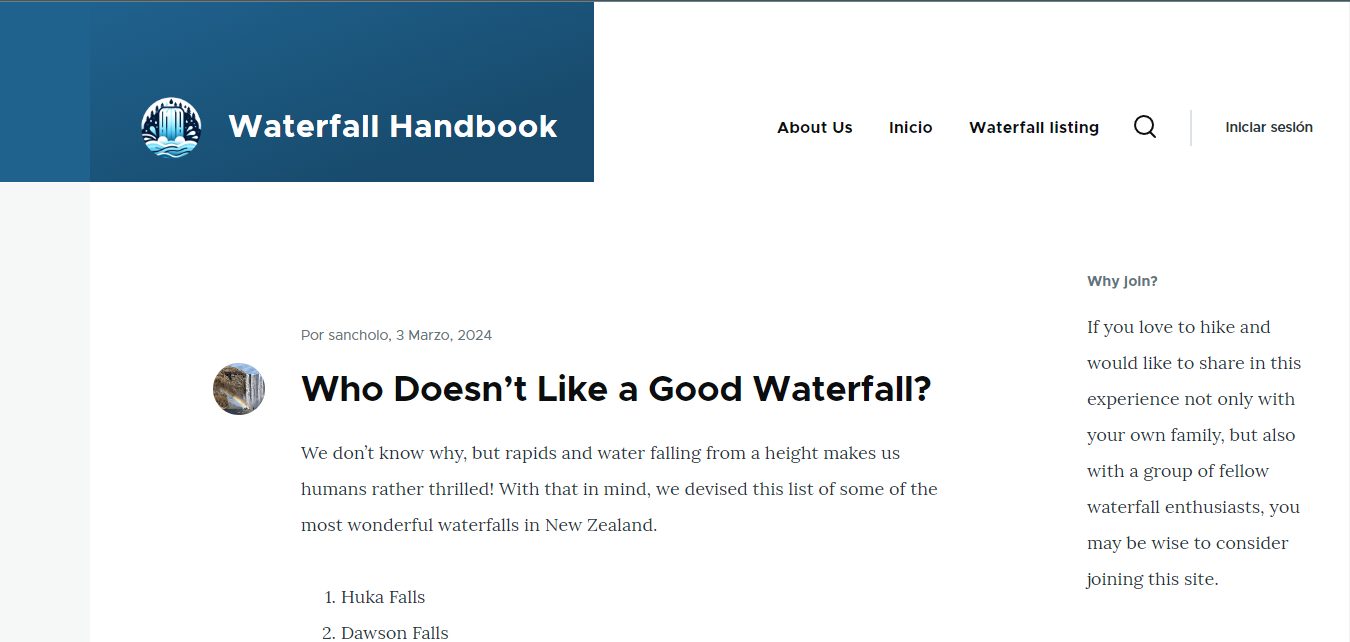 Waterfall Handbook
About Us Inicio Waterfall listing Iniciar sesión
Por sancholo, 3 Marzo, 2024
Who Doesn’t Like a Good Waterfall?
We don’t know why, but rapids and water falling from a height makes us
humans rather thrilled! With that in mind, we devised this list of some of the
most wonderful waterfalls in New Zealand.
1. Huka Falls
2. Dawson Falls
Why join?
If you love to hike and
would like to share in this
experience not only with
your own family, but also
with a group of fellow
waterfall enthusiasts, you
may be wise to consider
joining this site.